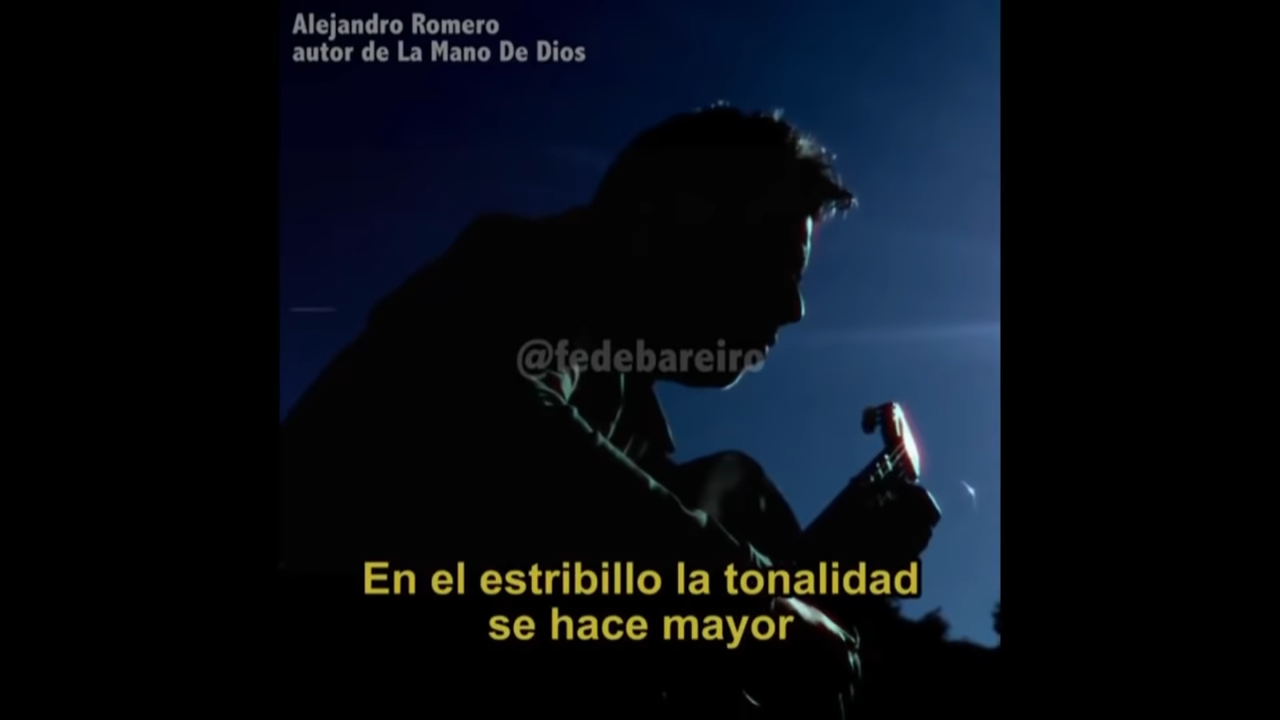 Alejandro Romero
autor de La Mano De Dios
@fedebareiro
En el estribillo la tonalidad
se hace mayor